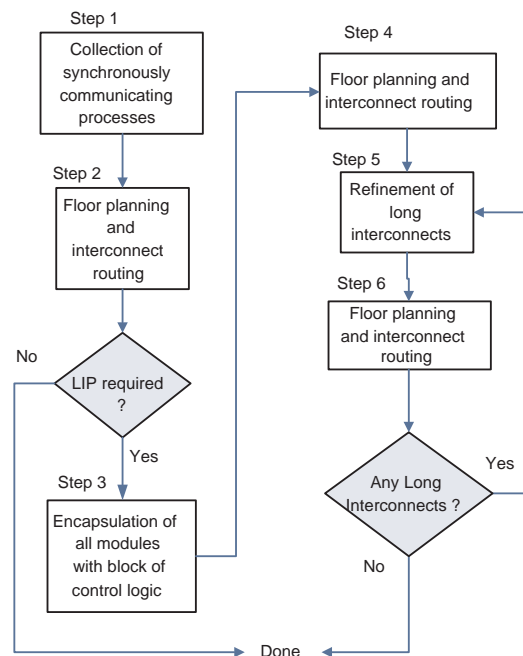 Step 1
Collection of
synchronously
communicating
processes
Step 2
Floor planning
and
interconnect
routing
No
LIP required
?
Yes
Step 3
Encapsulation of
all modules
with block of
control logic
Step 4
Floor planning and
interconnect routing
Step 5
Refinement of
long
interconnects
Step 6
Floor planning
and interconnect
routing
Any Long
Interconnects ?
Yes
No
Done